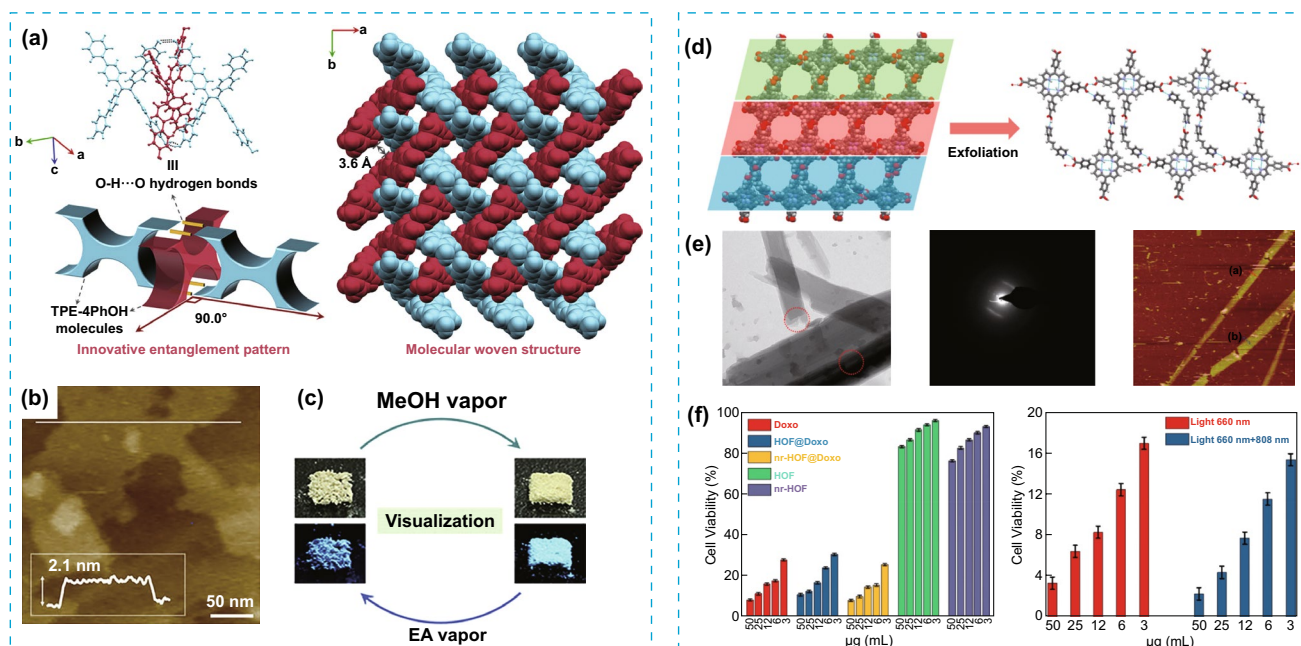 (a)
a
b
b
a
c
III
O-H···O hydrogen bonds
3.6 Å
TPE-4PhOH
molecules
90.0°
Innovative entanglement pattern
Molecular woven structure
(b)
2.1 nm
50 nm
(c)
MeOH vapor
Visualization
EA vapor
(d)
Exfoliation
(e)
(a)
(b)
(f)
100
80
60
40
20
0
Cell Viability (%)
Doxo
HOF@Doxo
nr-HOF@Doxo
HOF
nr-HOF
50 25 12 6 3 50 25 12 6 3 50 25 12 6 3 50 25 12 6 3 50 25 12 6 3
µg (mL)
20
16
12
8
4
0
Cell Viability (%)
Light 660 nm
Light 660 nm+808 nm
50 25 12 6 3 50 25 12 6 3
µg (mL)